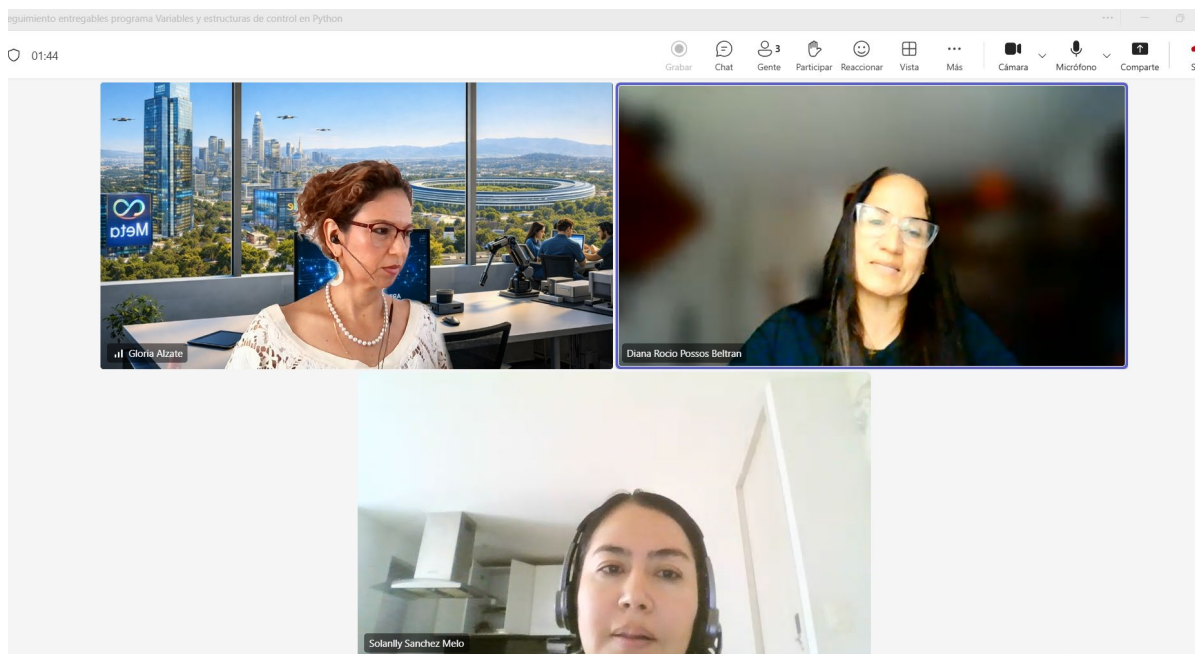 eguimiento entregables programa Variables y estructuras de control en Python
01:44
3
Grabar Chat Gente Participar Reaccionar Vista Más Cámara Micrófono Comparte S
Meta
Gloria Alzate
Diana Rocio Possos Beltran
Solanlly Sanchez Melo